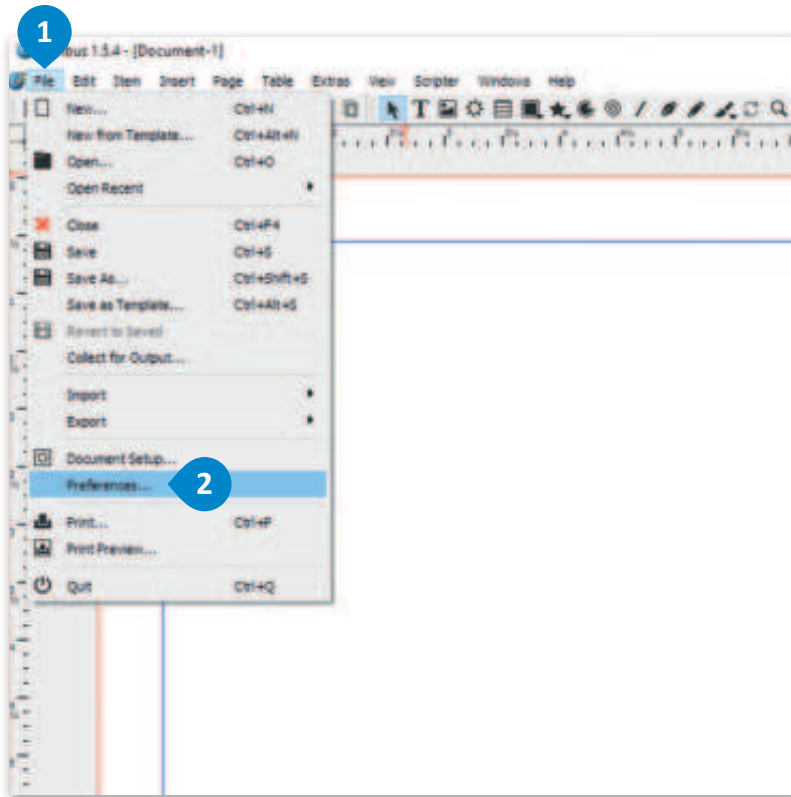 1
bus 1.5.4 - [Document-1]
File Edit Item Insert Page Table Extras View Scripter Windows Help
New... Ctrl+N
New from Template... Ctrl+Alt+N
Open... Ctrl+O
Open Recent
Close Ctrl+F4
Save Ctrl+S
Save As... Ctrl+Shift+S
Save as Template... Ctrl+Alt+S
Revert to Saved
Collect for Output...
Import
Export
Document Setup...
Preferences... 2
Print... Ctrl+P
Print Preview...
Quit Ctrl+Q